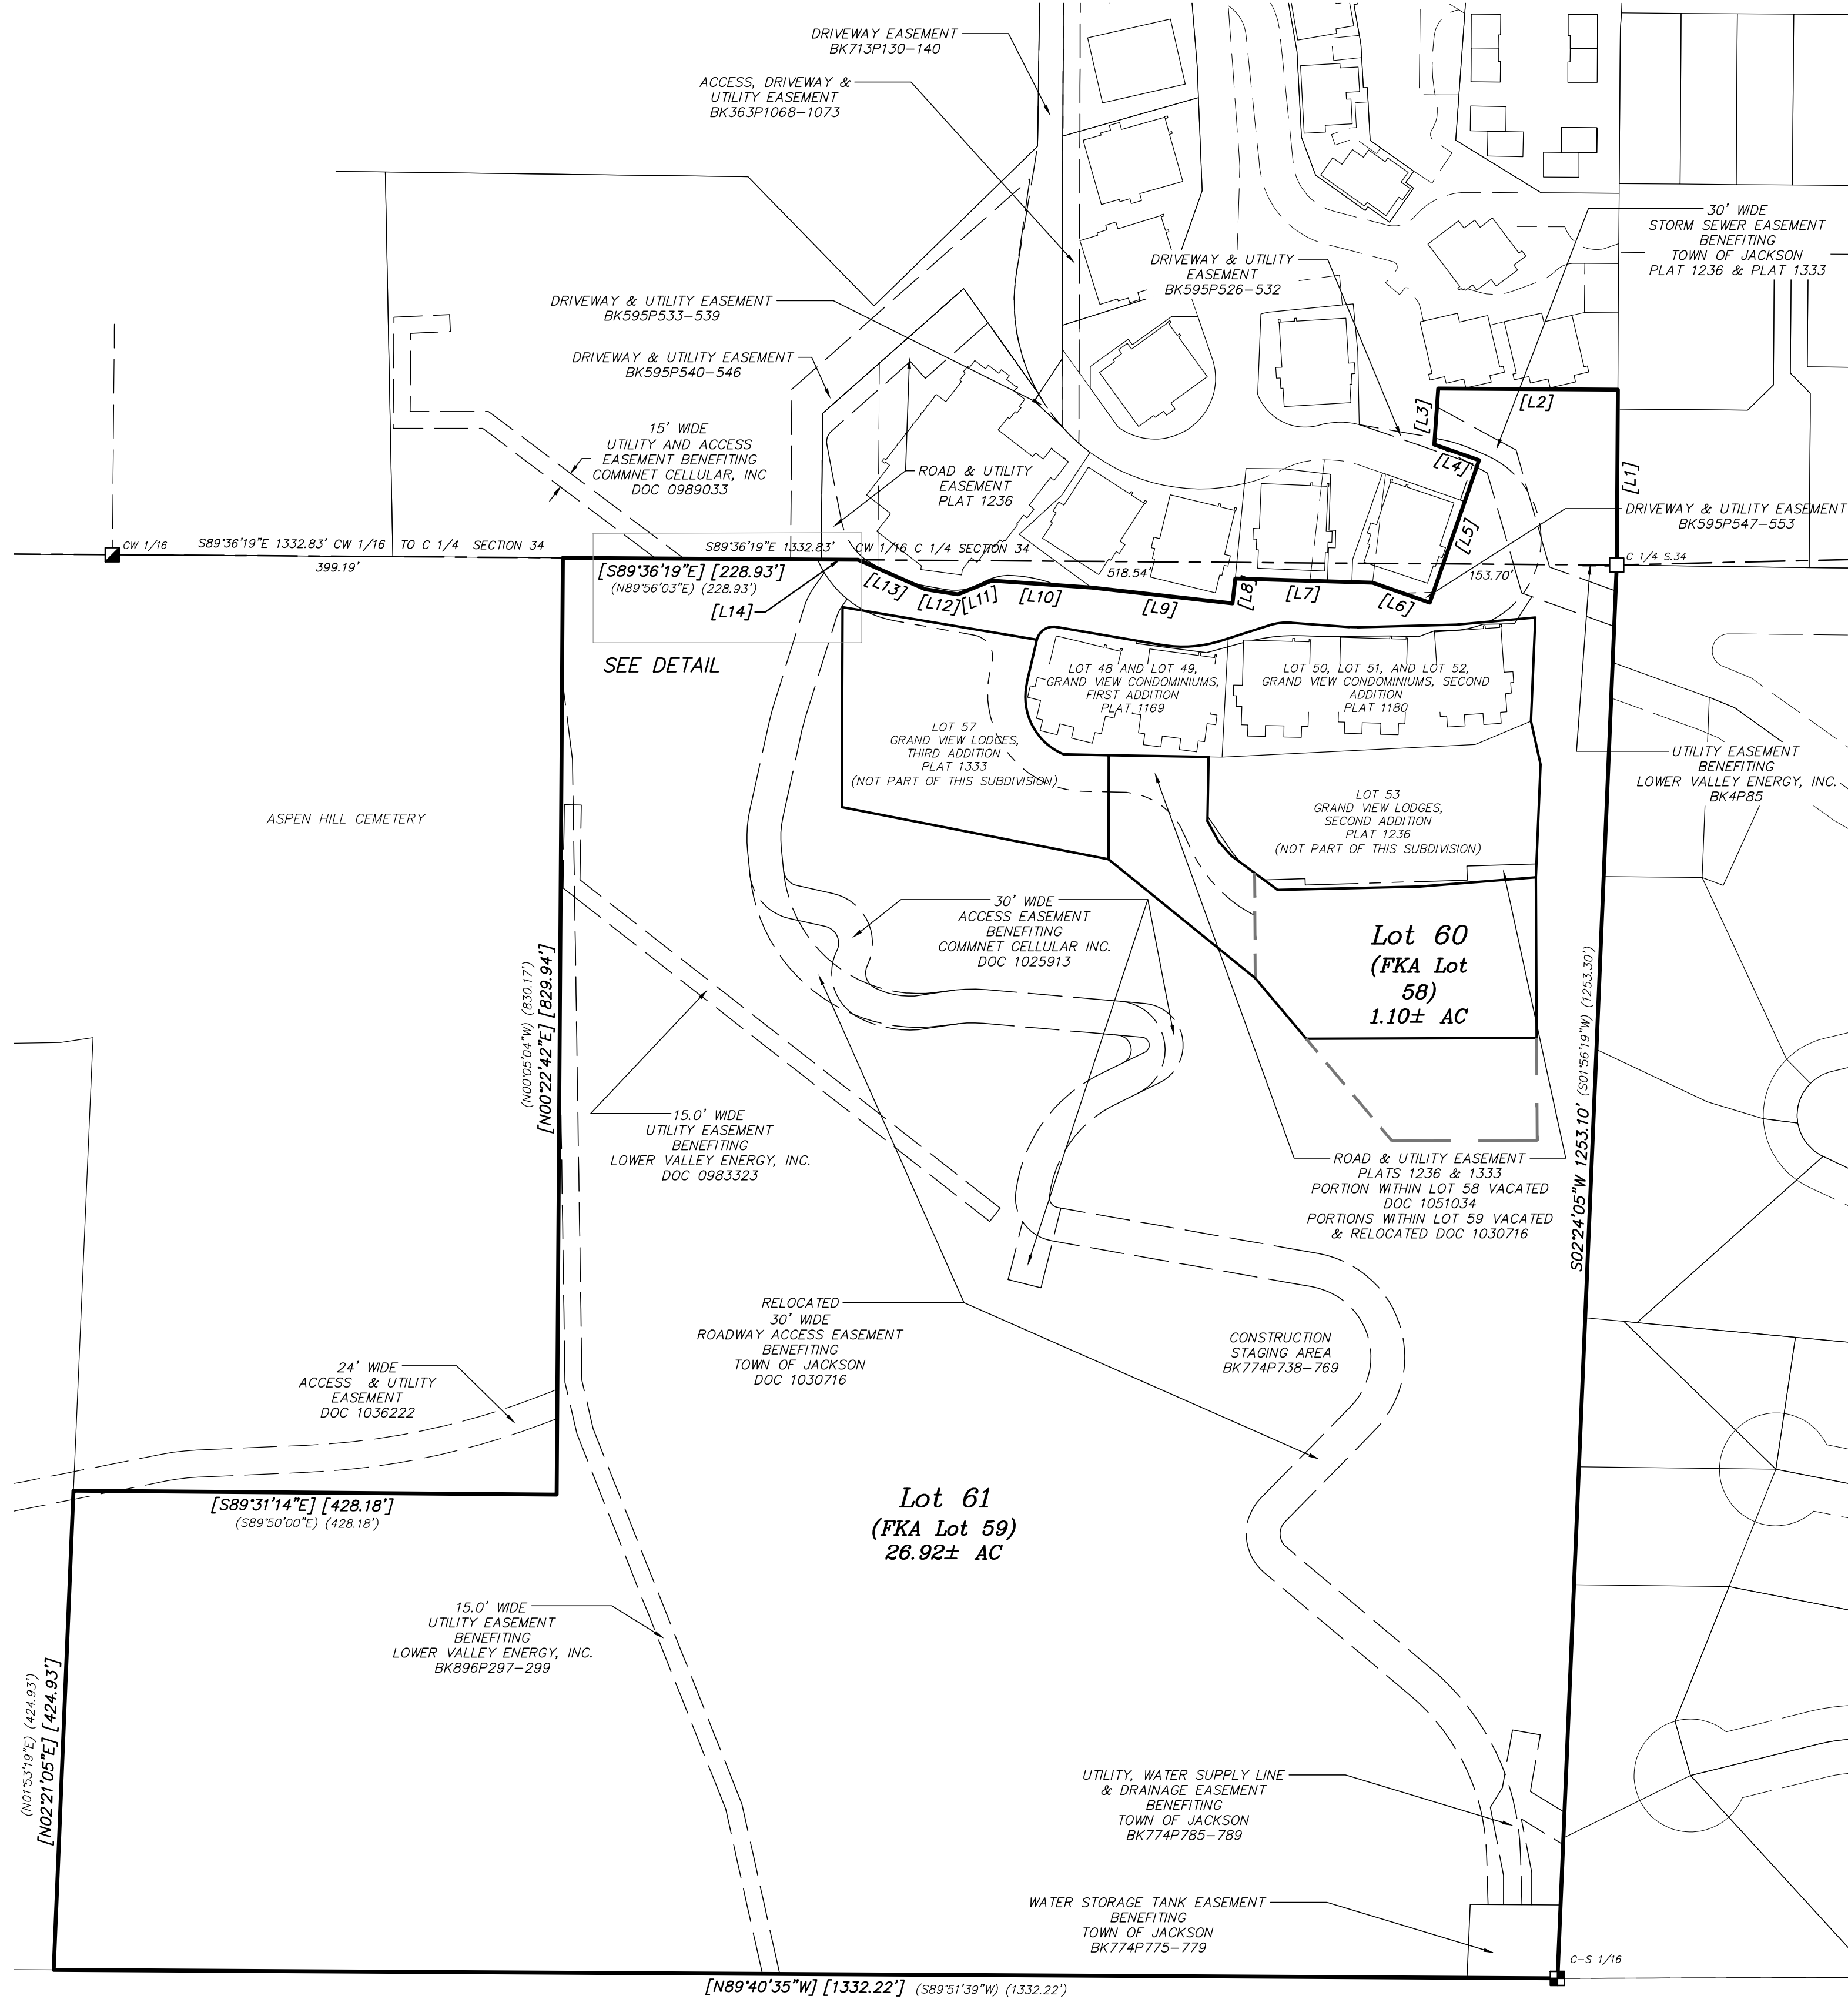 DRIVEWAY EASEMENT
BK713P130-140
ACCESS, DRIVEWAY &
UTILITY EASEMENT
BK363P1068-1073
30' WIDE
STORM SEWER EASEMENT
BENEFITING
TOWN OF JACKSON
PLAT 1236 & PLAT 1333
DRIVEWAY & UTILITY
EASEMENT
BK595P526-532
DRIVEWAY & UTILITY EASEMENT
BK595P533-539
DRIVEWAY & UTILITY EASEMENT
BK595P540-546
15' WIDE
UTILITY AND ACCESS
EASEMENT BENEFITING
COMMNET CELLULAR, INC
DOC 0989033
ROAD & UTILITY
EASEMENT
PLAT 1236
[L2]
[L3]
[L4]
[L1]
[L5]
DRIVEWAY & UTILITY EASEMENT
BK595P547-553
CW 1/16
S89°36'19"E 1332.83' CW 1/16 TO C 1/4 SECTION 34
399.19'
S89°36'19"E 1332.83' CW 1/16 C 1/4 SECTION 34
518.54'
153.70'
C 1/4 S.34
[S89°36'19"E] [228.93']
(N89°56'03"E) (228.93')
[L14]
[L13]
[L12]
[L11]
[L10]
[L9]
[L8]
[L7]
[L6]
SEE DETAIL
LOT 48 AND LOT 49,
GRAND VIEW CONDOMINIUMS,
FIRST ADDITION
PLAT 1169
LOT 50, LOT 51, AND LOT 52,
GRAND VIEW CONDOMINIUMS, SECOND
ADDITION
PLAT 1180
LOT 57
GRAND VIEW LODGES,
THIRD ADDITION
PLAT 1333
(NOT PART OF THIS SUBDIVISION)
UTILITY EASEMENT
BENEFITING
LOWER VALLEY ENERGY, INC.
BK4P85
LOT 53
GRAND VIEW LODGES,
SECOND ADDITION
PLAT 1236
(NOT PART OF THIS SUBDIVISION)
ASPEN HILL CEMETERY
30' WIDE
ACCESS EASEMENT
BENEFITING
COMMNET CELLULAR INC.
DOC 1025913
Lot 60
(FKA Lot
58)
1.10± AC
(N00°05'04"W) (830.17')
[N00°22'42"E] [829.94']
S02°24'05"W 1253.10' (S01°56'19"W) (1253.30')
15.0' WIDE
UTILITY EASEMENT
BENEFITING
LOWER VALLEY ENERGY, INC.
DOC 0983323
ROAD & UTILITY EASEMENT
PLATS 1236 & 1333
PORTION WITHIN LOT 58 VACATED
DOC 1051034
PORTIONS WITHIN LOT 59 VACATED
& RELOCATED DOC 1030716
RELOCATED
30' WIDE
ROADWAY ACCESS EASEMENT
BENEFITING
TOWN OF JACKSON
DOC 1030716
CONSTRUCTION
STAGING AREA
BK774P738-769
24' WIDE
ACCESS & UTILITY
EASEMENT
DOC 1036222
[S89°31'14"E] [428.18']
(S89°50'00"E) (428.18')
Lot 61
(FKA Lot 59)
26.92± AC
15.0' WIDE
UTILITY EASEMENT
BENEFITING
LOWER VALLEY ENERGY, INC.
BK896P297-299
(N01°53'19"E) (424.93')
[N02°21'05"E] [424.93']
UTILITY, WATER SUPPLY LINE
& DRAINAGE EASEMENT
BENEFITING
TOWN OF JACKSON
BK774P785-789
WATER STORAGE TANK EASEMENT
BENEFITING
TOWN OF JACKSON
BK774P775-779
C-S 1/16
[N89°40'35"W] [1332.22'] (S89°51'39"W) (1332.22')